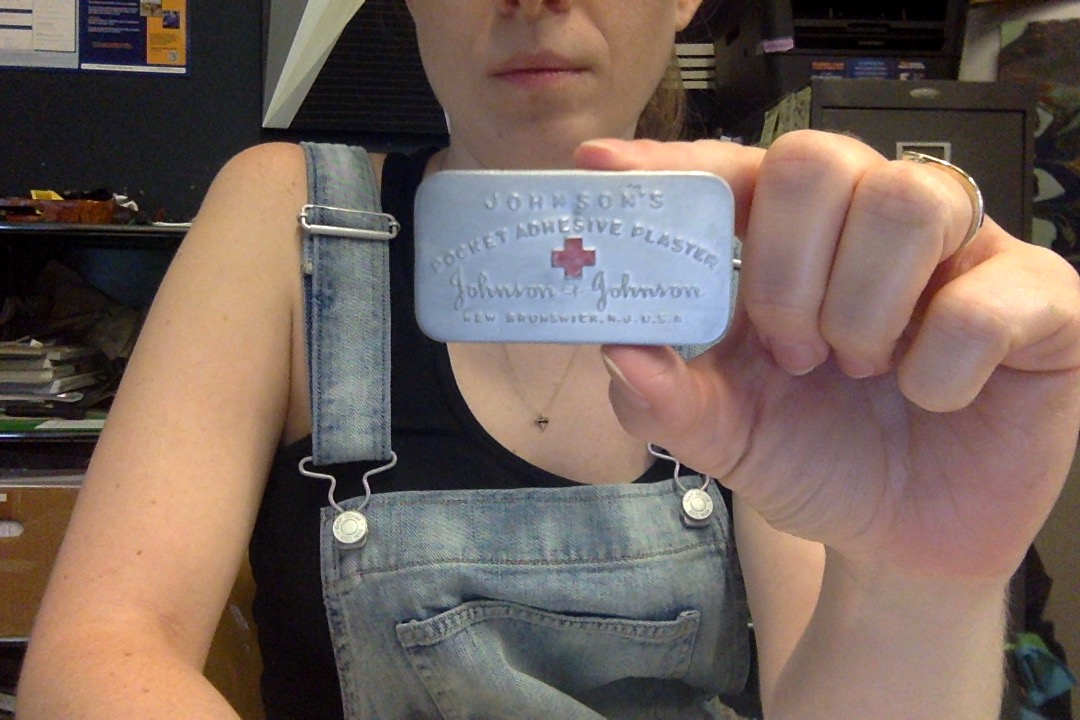 JOHNSON'S
POCKET ADHESIVE PLASTER
Johnson & Johnson
NEW BRUNSWICK, N.J. U.S.A.